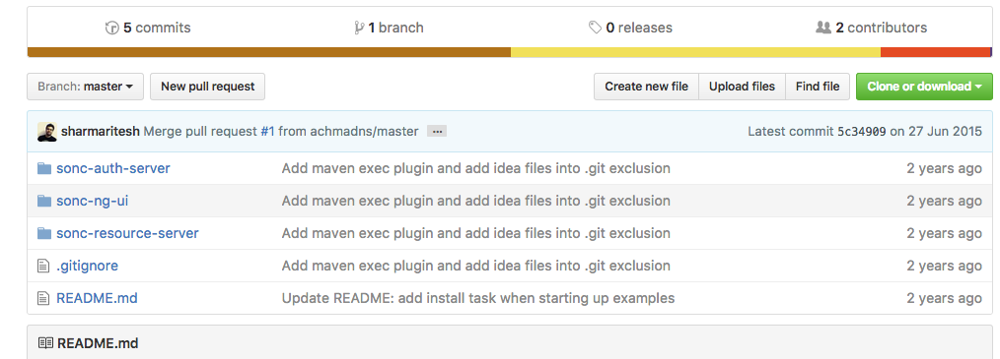 5 commits 1 branch 0 releases 2 contributors
Branch: master New pull request Create new file Upload files Find file Clone or download
sharmaritesh Merge pull request #1 from achmadns/master ... Latest commit 5c34909 on 27 Jun 2015
sonc-auth-server Add maven exec plugin and add idea files into .git exclusion 2 years ago
sonc-ng-ui Add maven exec plugin and add idea files into .git exclusion 2 years ago
sonc-resource-server Add maven exec plugin and add idea files into .git exclusion 2 years ago
.gitignore Add maven exec plugin and add idea files into .git exclusion 2 years ago
README.md Update README: add install task when starting up examples 2 years ago
README.md